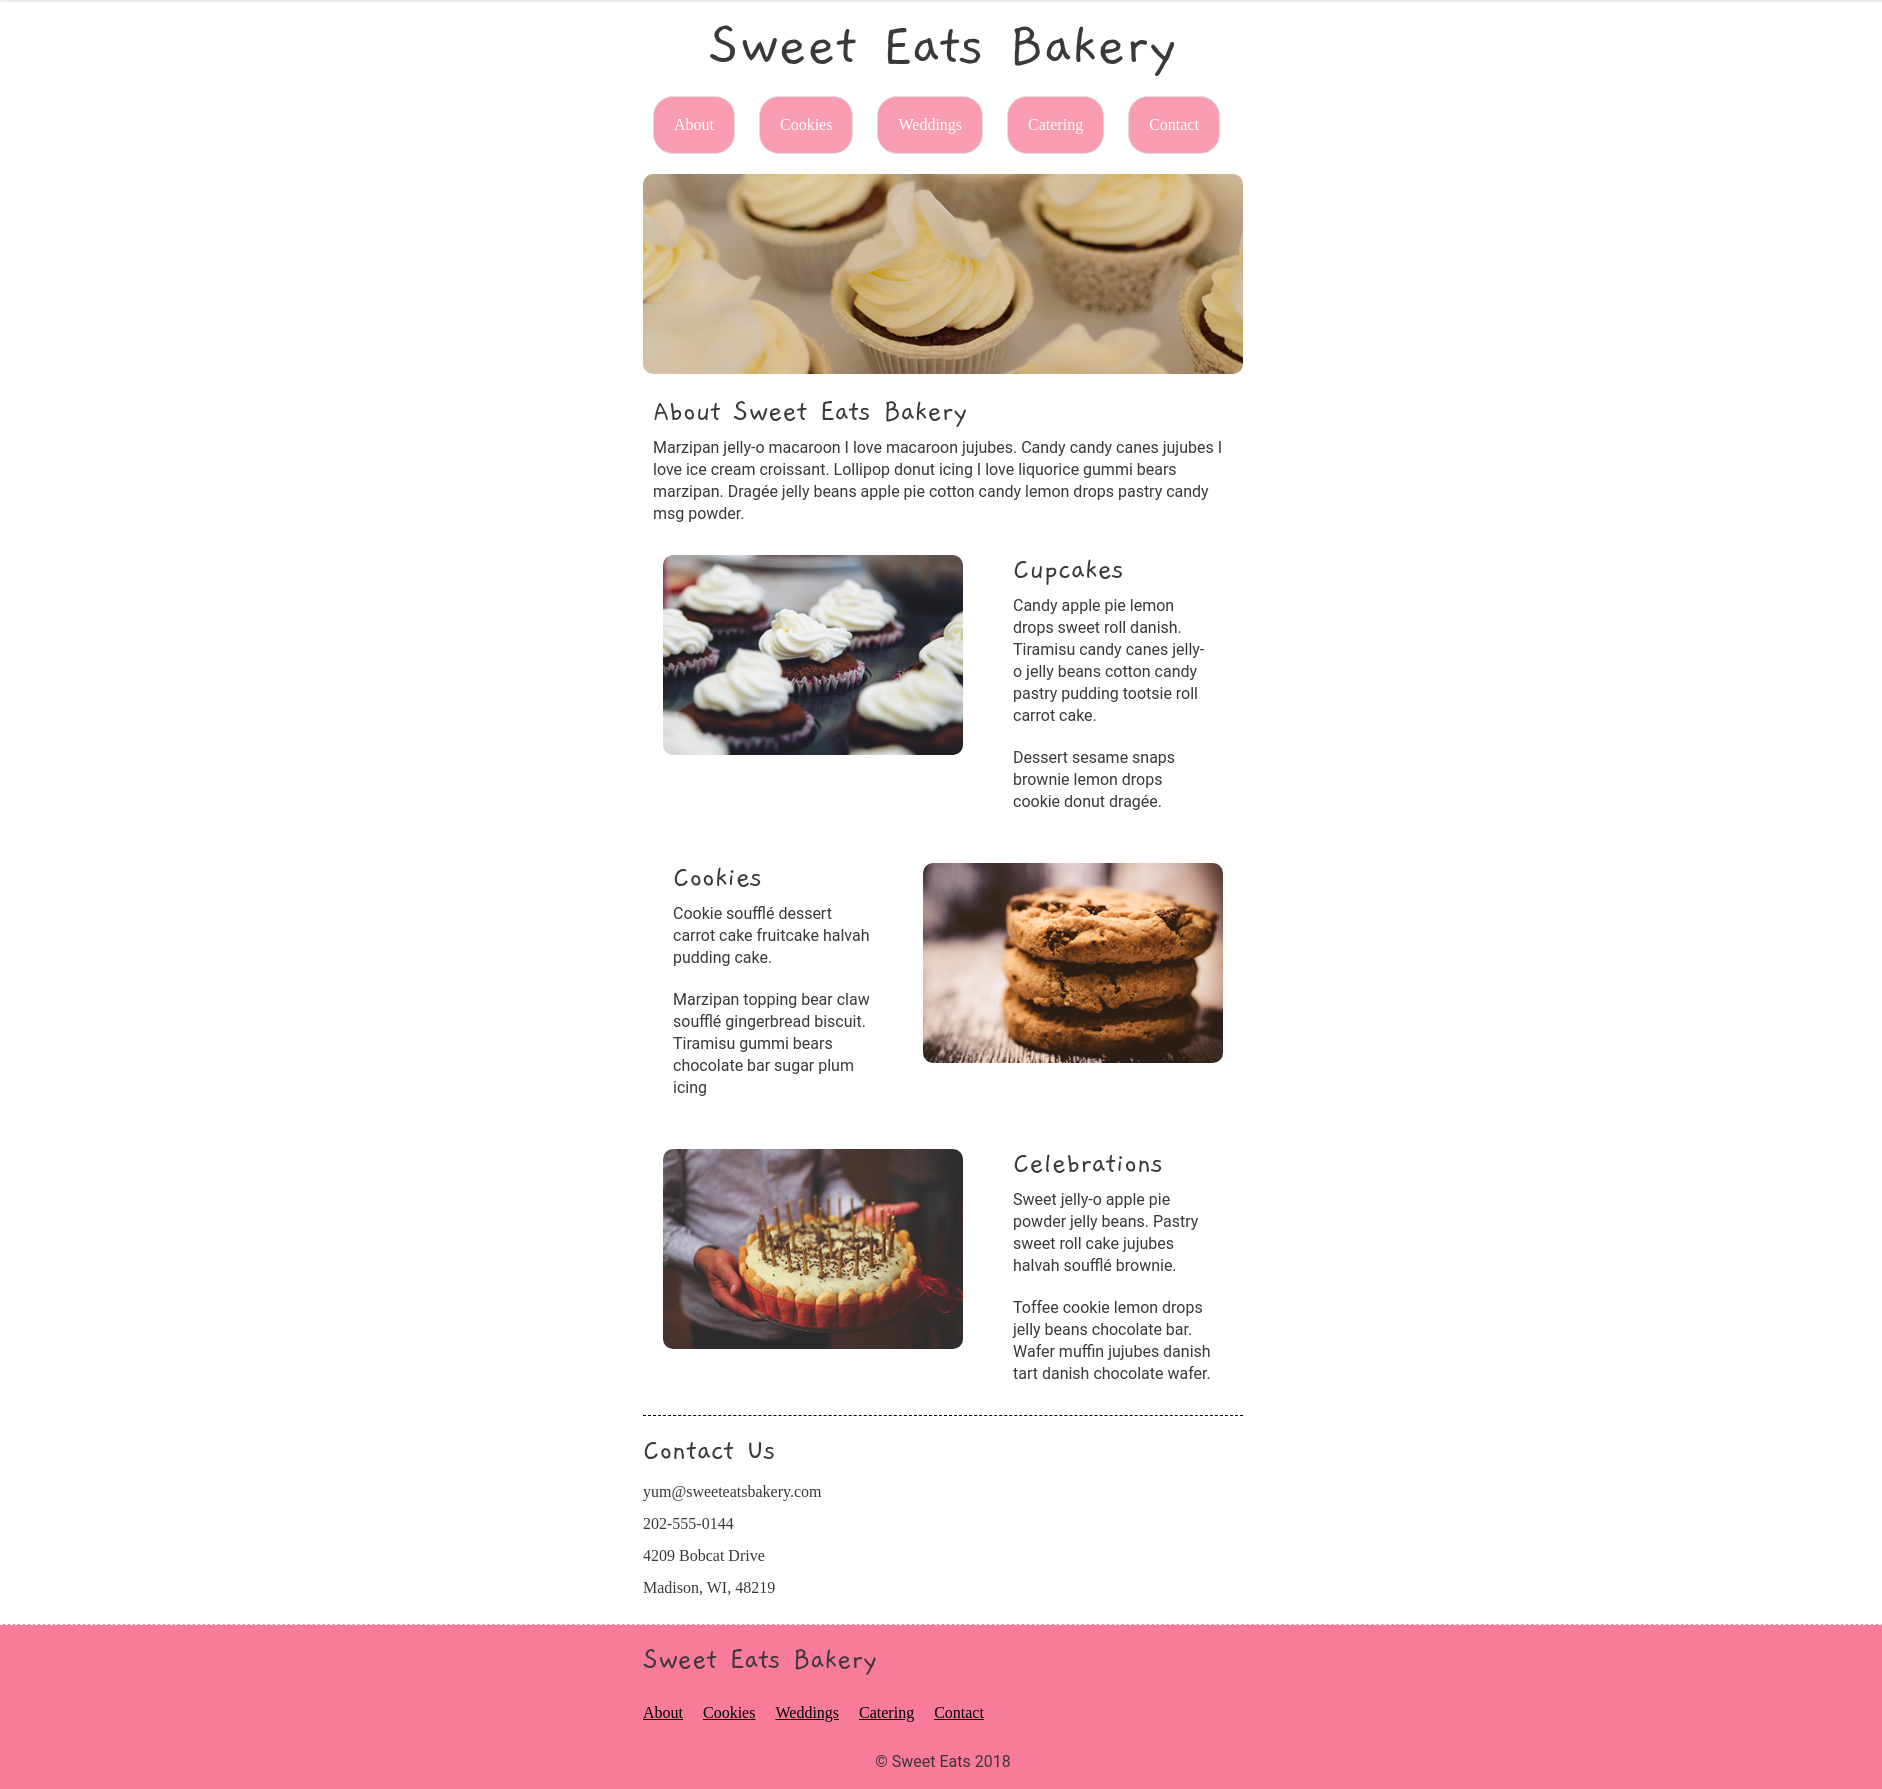 Sweet Eats Bakery
About Cookies Weddings Catering Contact
About Sweet Eats Bakery
Marzipan jelly-o macaroon I love macaroon jujubes. Candy candy canes jujubes I
love ice cream croissant. Lollipop donut icing I love liquorice gummi bears
marzipan. Dragée jelly beans apple pie cotton candy lemon drops pastry candy
msg powder.
Cupcakes
Candy apple pie lemon
drops sweet roll danish.
Tiramisu candy canes jelly-
o jelly beans cotton candy
pastry pudding tootsie roll
carrot cake.
Dessert sesame snaps
brownie lemon drops
cookie donut dragée.
Cookies
Cookie soufflé dessert
carrot cake fruitcake halvah
pudding cake.
Marzipan topping bear claw
soufflé gingerbread biscuit.
Tiramisu gummi bears
chocolate bar sugar plum
icing
Celebrations
Sweet jelly-o apple pie
powder jelly beans. Pastry
sweet roll cake jujubes
halvah soufflé brownie.
Toffee cookie lemon drops
jelly beans chocolate bar.
Wafer muffin jujubes danish
tart danish chocolate wafer.
Contact Us
yum@sweeteatsbakery.com
202-555-0144
4209 Bobcat Drive
Madison, WI, 48219
Sweet Eats Bakery
About Cookies Weddings Catering Contact
© Sweet Eats 2018